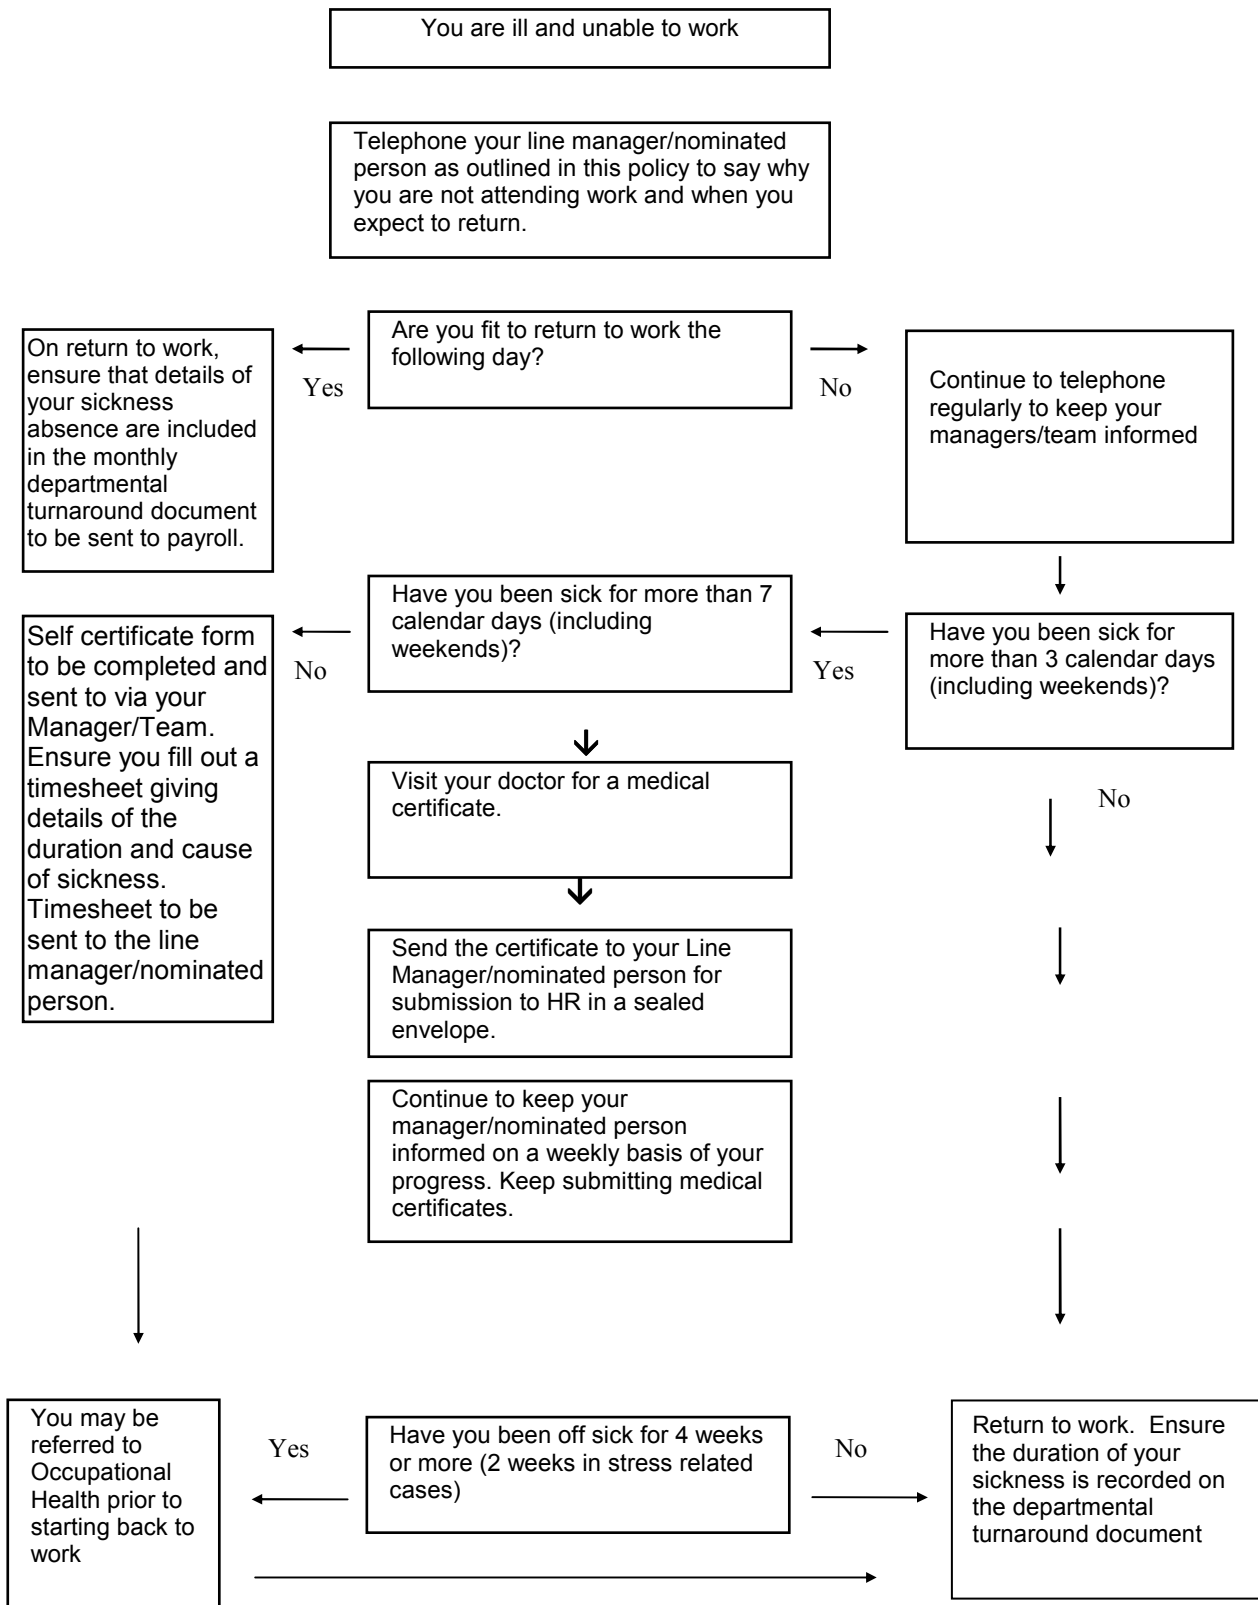 You are ill and unable to work
Telephone your line manager/nominated
person as outlined in this policy to say why
you are not attending work and when you
expect to return.
Are you fit to return to work the
following day?
Yes
No
On return to work,
ensure that details of
your sickness
absence are included
in the monthly
departmental
turnaround document
to be sent to payroll.
Continue to telephone
regularly to keep your
managers/team informed
Have you been sick for
more than 3 calendar days
(including weekends)?
Yes
No
Have you been sick for more than 7
calendar days (including
weekends)?
No
Self certificate form
to be completed and
sent to via your
Manager/Team.
Ensure you fill out a
timesheet giving
details of the
duration and cause
of sickness.
Timesheet to be
sent to the line
manager/nominated
person.
Visit your doctor for a medical
certificate.
Send the certificate to your Line
Manager/nominated person for
submission to HR in a sealed
envelope.
Continue to keep your
manager/nominated person
informed on a weekly basis of your
progress. Keep submitting medical
certificates.
Have you been off sick for 4 weeks
or more (2 weeks in stress related
cases)
Yes
No
You may be
referred to
Occupational
Health prior to
starting back to
work
Return to work.  Ensure
the duration of your
sickness is recorded on
the departmental
turnaround document